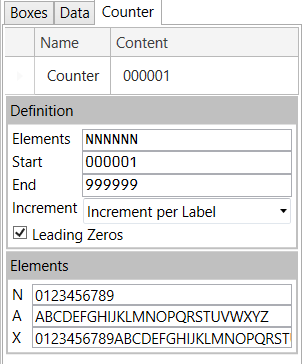 Boxes Data Counter
Name Content
Counter 000001
Definition
Elements NNNNNN
Start 000001
End 999999
Increment Increment per Label
Leading Zeros
Elements
N 0123456789
A ABCDEFGHIJKLMNOPQRSTUVWXYZ
X 0123456789ABCDEFGHIJKLMNOPQRSTU